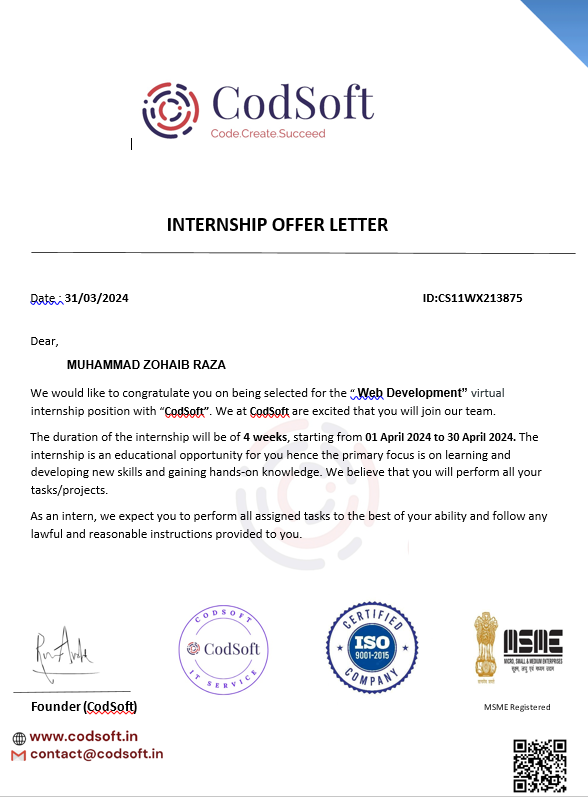 CodSoft
Code.Create.Succeed
INTERNSHIP OFFER LETTER
Date : 31/03/2024 ID:CS11WX213875
Dear,
MUHAMMAD ZOHAIB RAZA
We would like to congratulate you on being selected for the “ Web Development” virtual
internship position with “CodSoft”. We at CodSoft are excited that you will join our team.
The duration of the internship will be of 4 weeks, starting from 01 April 2024 to 30 April 2024. The
internship is an educational opportunity for you hence the primary focus is on learning and
developing new skills and gaining hands-on knowledge. We believe that you will perform all your
tasks/projects.
As an intern, we expect you to perform all assigned tasks to the best of your ability and follow any
lawful and reasonable instructions provided to you.
CODSOFT
CodSoft
IT SERVICE
CERTIFIED
ISO
9001-2015
COMPANY
MSME
MICRO, SMALL & MEDIUM ENTERPRISES
सूक्ष्म, लघु एवं मध्यम उद्यम
Founder (CodSoft)
MSME Registered
www.codsoft.in
contact@codsoft.in